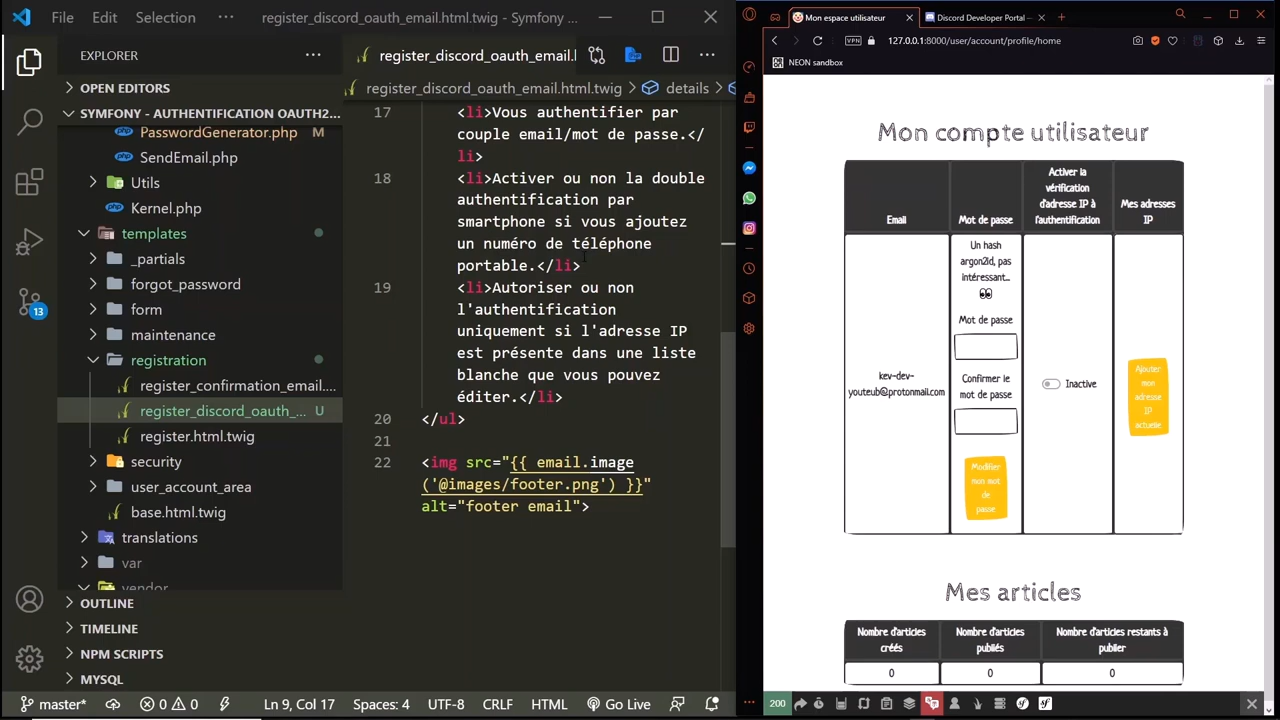 File Edit Selection ··· register_discord_oauth_email.html.twig - Symfony ...
EXPLORER
OPEN EDITORS
SYMFONY - AUTHENTIFICATION OAUTH2...
PasswordGenerator.php M
SendEmail.php
Utils
Kernel.php
templates
_partials
forgot_password
form
maintenance
registration
register_confirmation_email....
register_discord_oauth_... U
register.html.twig
security
user_account_area
base.html.twig
translations
var
vendor
OUTLINE
TIMELINE
NPM SCRIPTS
MYSQL
13
register_discord_oauth_email.h
register_discord_oauth_email.html.twig > details >
17 <li>Vous authentifier par
couple email/mot de passe.</
li>
18 <li>Activer ou non la double
authentification par
smartphone si vous ajoutez
un numéro de téléphone
portable.</li>
19 <li>Autoriser ou non
l'authentification
uniquement si l'adresse IP
est présente dans une liste
blanche que vous pouvez
éditer.</li>
20 </ul>
21
22 <img src="{{ email.image
('@images/footer.png') }}"
alt="footer email">
master* 0 0 Ln 9, Col 17 Spaces: 4 UTF-8 CRLF HTML Go Live
Mon espace utilisateur
Discord Developer Portal —
VPN 127.0.0.1:8000/user/account/profile/home
NEON sandbox
Mon compte utilisateur
Email
Mot de passe
Activer la
vérification
d'adresse IP à
l'authentification
Mes adresses
IP
kev-dev-
youteub@protonmail.com
Un hash
argon2id, pas
intéressant...
👀
Mot de passe
Confirmer le
mot de passe
Modifier
mon mot
de
passe
Inactive
Ajouter
mon
adresse
IP
actuelle
Mes articles
Nombre d'articles
créés
Nombre d'articles
publiés
Nombre d'articles restants à
publier
0 0 0
200